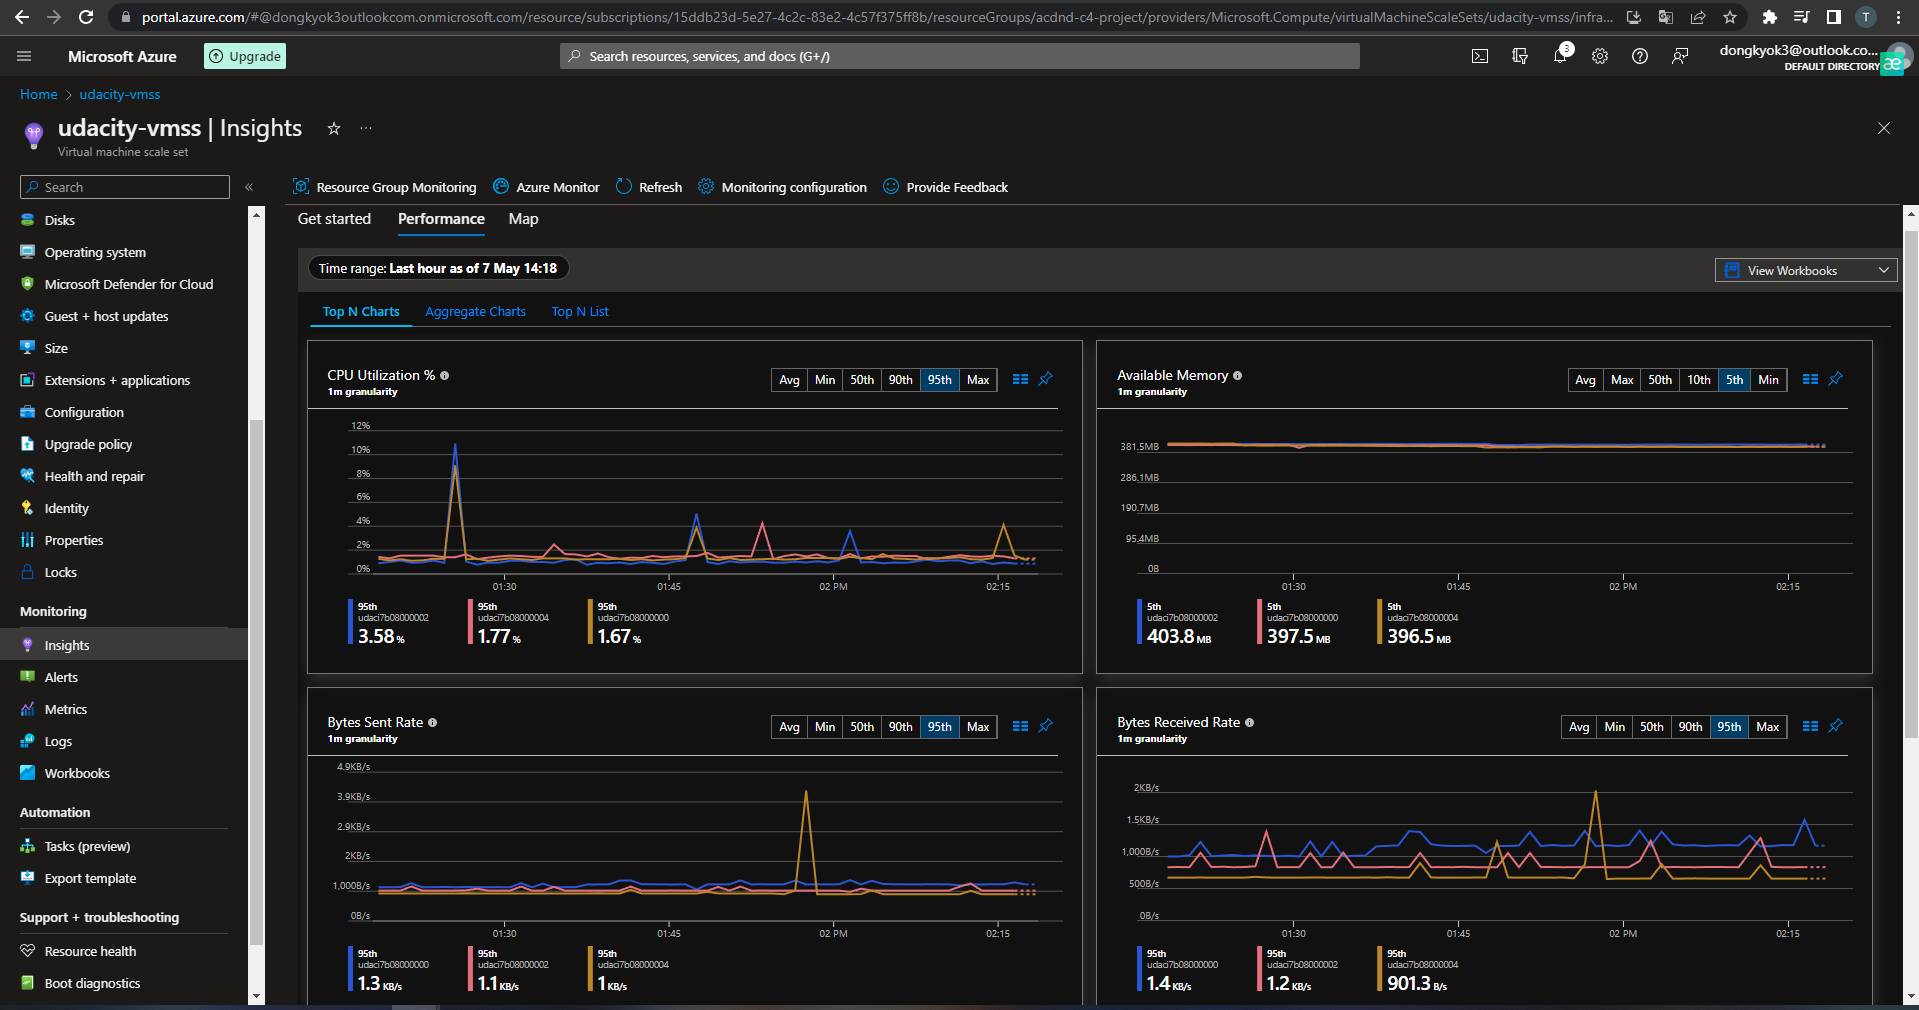 portal.azure.com/#@dongkyok3outlookcom.onmicrosoft.com/resource/subscriptions/15ddb23d-5e27-4c2c-83e2-4c57f375ff8b/resourceGroups/acdnd-c4-project/providers/Microsoft.Compute/virtualMachineScaleSets/udacity-vmss/infra...
T
Microsoft Azure
Upgrade
Search resources, services, and docs (G+/)
3
dongkyok3@outlook.co...
DEFAULT DIRECTORY
æ
Home > udacity-vmss
udacity-vmss | Insights
...
Virtual machine scale set
Search
«
Disks
Operating system
Microsoft Defender for Cloud
Guest + host updates
Size
Extensions + applications
Configuration
Upgrade policy
Health and repair
Identity
Properties
Locks
Monitoring
Insights
Alerts
Metrics
Logs
Workbooks
Automation
Tasks (preview)
Export template
Support + troubleshooting
Resource health
Boot diagnostics
Resource Group Monitoring
Azure Monitor
Refresh
Monitoring configuration
Provide Feedback
Get started
Performance
Map
Time range: Last hour as of 7 May 14:18
View Workbooks
Top N Charts
Aggregate Charts
Top N List
CPU Utilization %
1m granularity
Avg Min 50th 90th 95th Max
12%
10%
8%
6%
4%
2%
0%
01:30 01:45 02 PM 02:15
95th
udaci7b08000002
3.58 %
95th
udaci7b08000004
1.77 %
95th
udaci7b08000000
1.67 %
Available Memory
1m granularity
Avg Max 50th 10th 5th Min
381.5MB
286.1MB
190.7MB
95.4MB
0B
01:30 01:45 02 PM 02:15
5th
udaci7b08000002
403.8 MB
5th
udaci7b08000000
397.5 MB
5th
udaci7b08000004
396.5 MB
Bytes Sent Rate
1m granularity
Avg Min 50th 90th 95th Max
4.9KB/s
3.9KB/s
2.9KB/s
2KB/s
1,000B/s
0B/s
01:30 01:45 02 PM 02:15
95th
udaci7b08000000
1.3 KB/s
95th
udaci7b08000002
1.1 KB/s
95th
udaci7b08000004
1 KB/s
Bytes Received Rate
1m granularity
Avg Min 50th 90th 95th Max
2KB/s
1.5KB/s
1,000B/s
500B/s
0B/s
01:30 01:45 02 PM 02:15
95th
udaci7b08000000
1.4 KB/s
95th
udaci7b08000002
1.2 KB/s
95th
udaci7b08000004
901.3 B/s